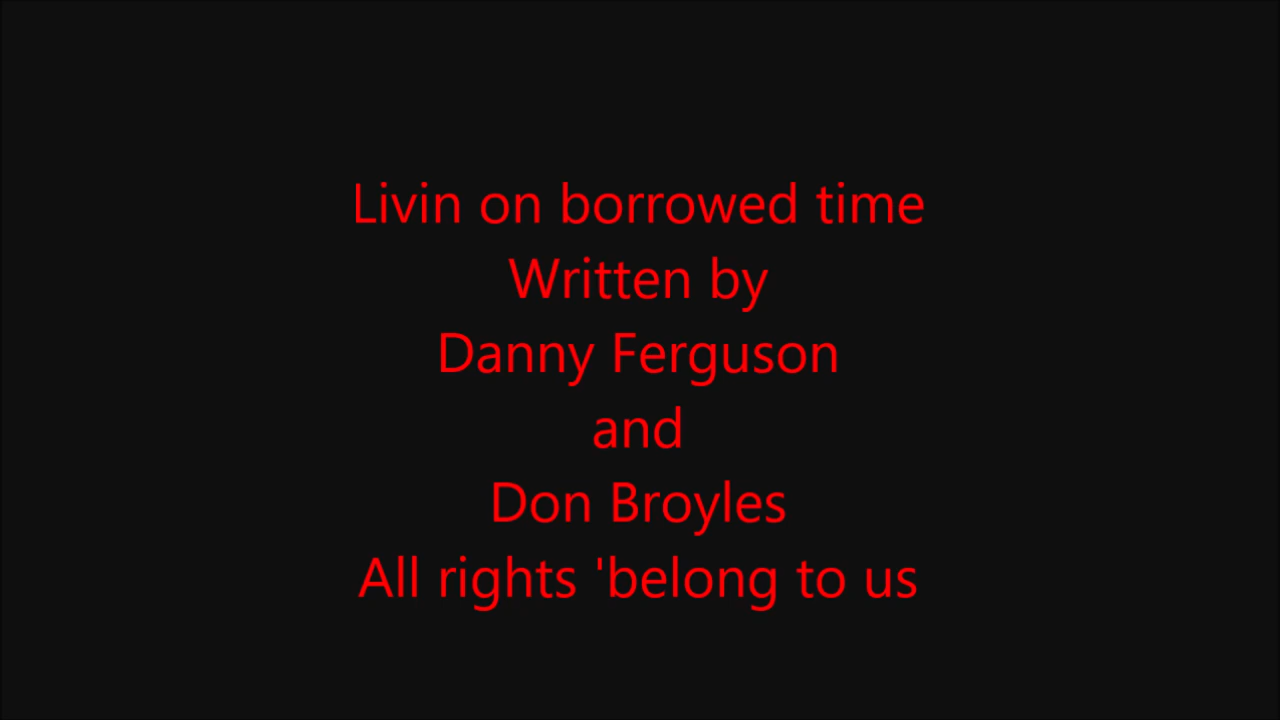 Livin on borrowed time
Written by
Danny Ferguson
and
Don Broyles
All rights 'belong to us